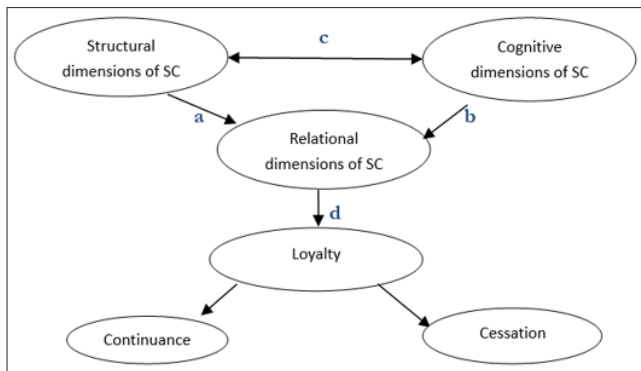 Structural
dimensions of SC
c
Cognitive
dimensions of SC
a
b
Relational
dimensions of SC
d
Loyalty
Continuance
Cessation